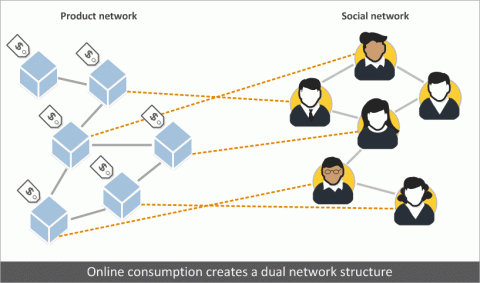 Product network
Social network
$
$
$
$
$
$
Online consumption creates a dual network structure